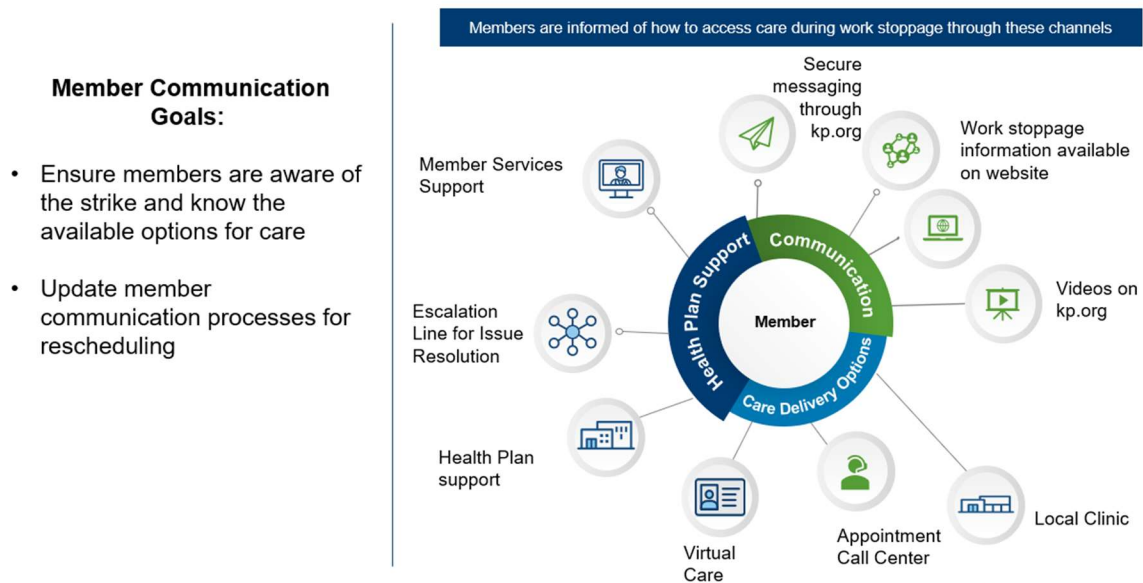 Members are informed of how to access care during work stoppage through these channels
Member Communication
Goals:
• Ensure members are aware of
the strike and know the
available options for care
• Update member
communication processes for
rescheduling
Secure
messaging
through
kp.org
Work stoppage
information available
on website
Member Services
Support
Videos on
kp.org
Escalation
Line for Issue
Resolution
Health Plan
support
Virtual
Care
Appointment
Call Center
Local Clinic
Health Plan Support
Communication
Care Delivery Options
Member